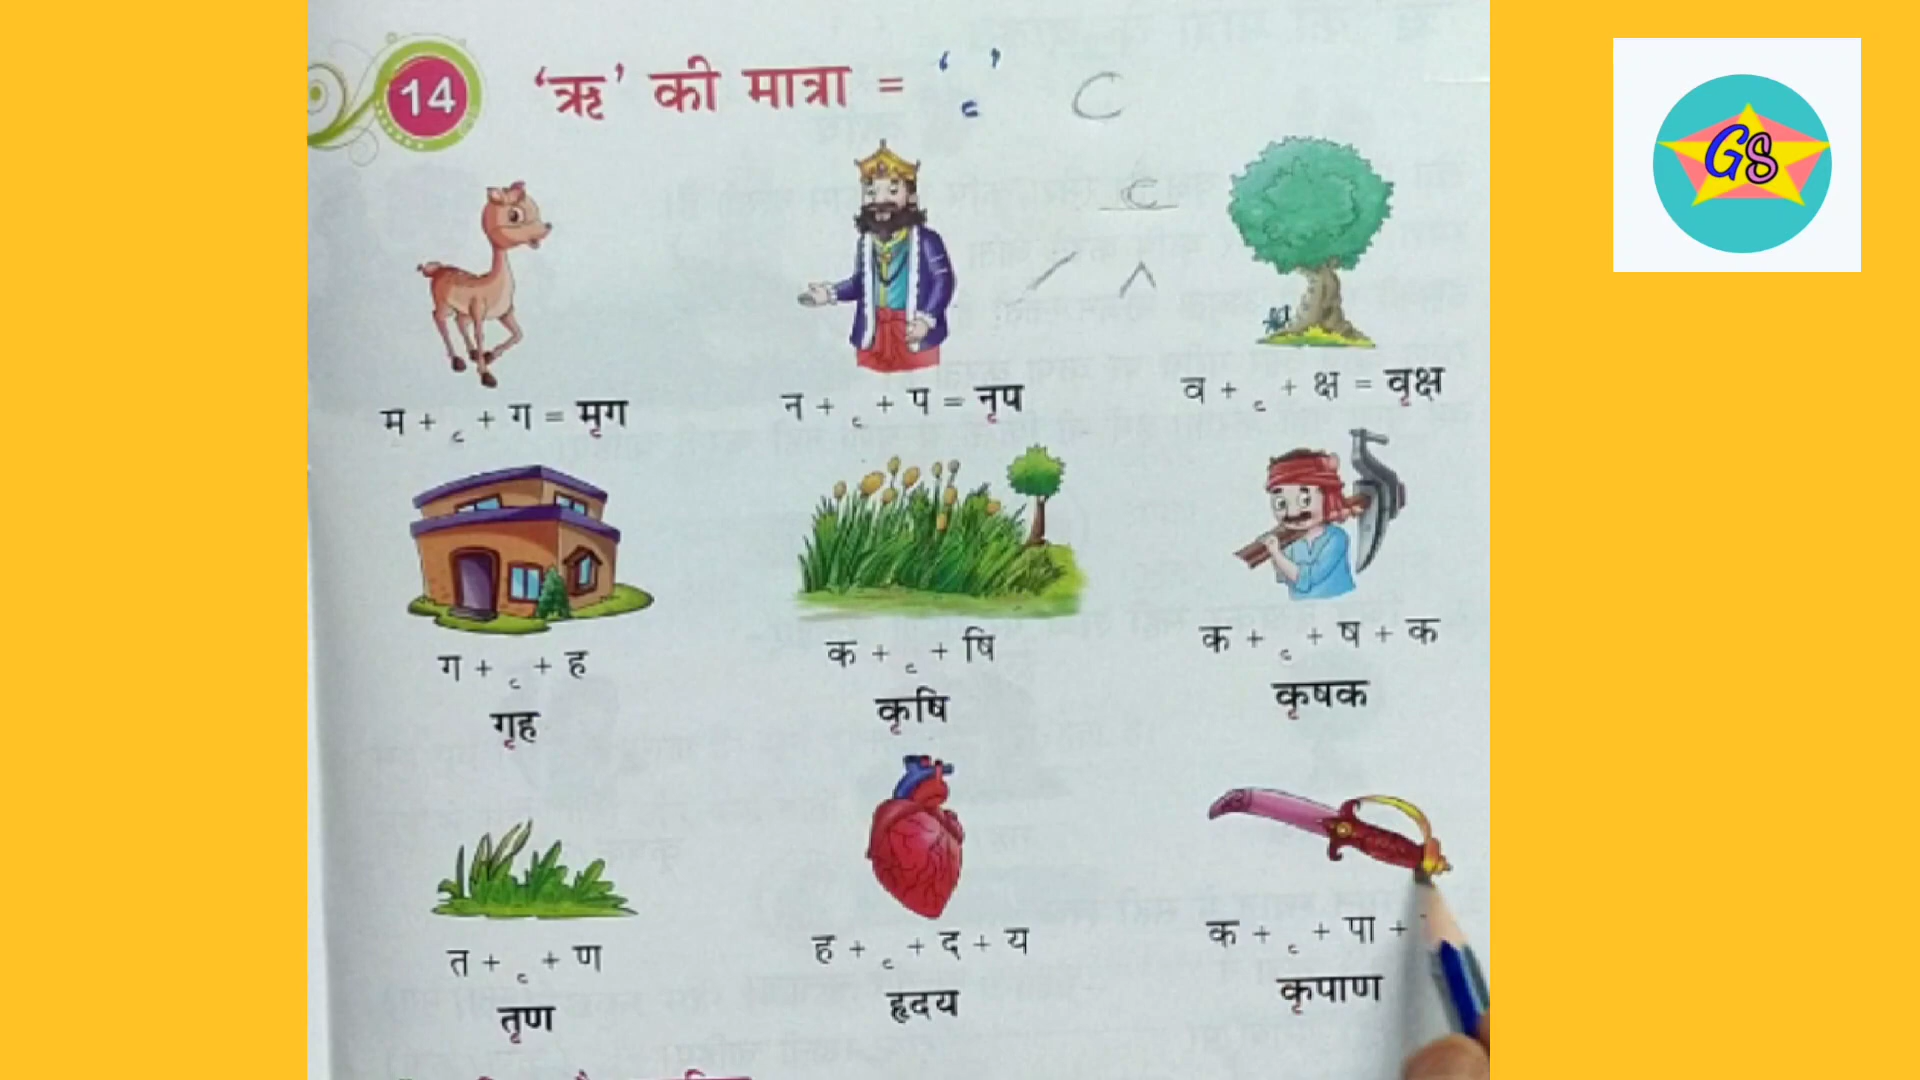 14 'ऋ' की मात्रा = ' ृ '
म + ृ + ग = मृग
न + ृ + प = नृप
व + ृ + क्ष = वृक्ष
ग + ृ + ह
गृह
क + ृ + षि
कृषि
क + ृ + ष + क
कृषक
त + ृ + ण
तृण
ह + ृ + द + य
हृदय
क + ृ + पा +
कृपाण
GS